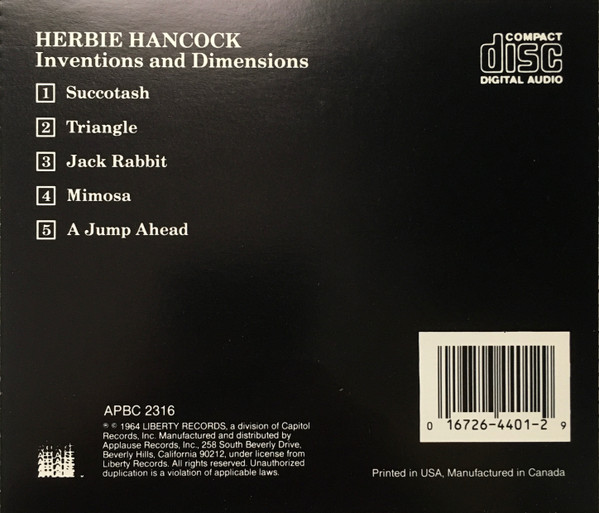 HERBIE HANCOCK
Inventions and Dimensions
COMPACT
disc
DIGITAL AUDIO
1 Succotash
2 Triangle
3 Jack Rabbit
4 Mimosa
5 A Jump Ahead
APBC 2316
℗ © 1964 LIBERTY RECORDS, a division of Capitol
Records, Inc. Manufactured and distributed by
Applause Records, Inc., 258 South Beverly Drive,
Beverly Hills, California 90212, under license from
Liberty Records. All rights reserved. Unauthorized
duplication is a violation of applicable laws.
0 16726-4401-2 9
Printed in USA, Manufactured in Canada